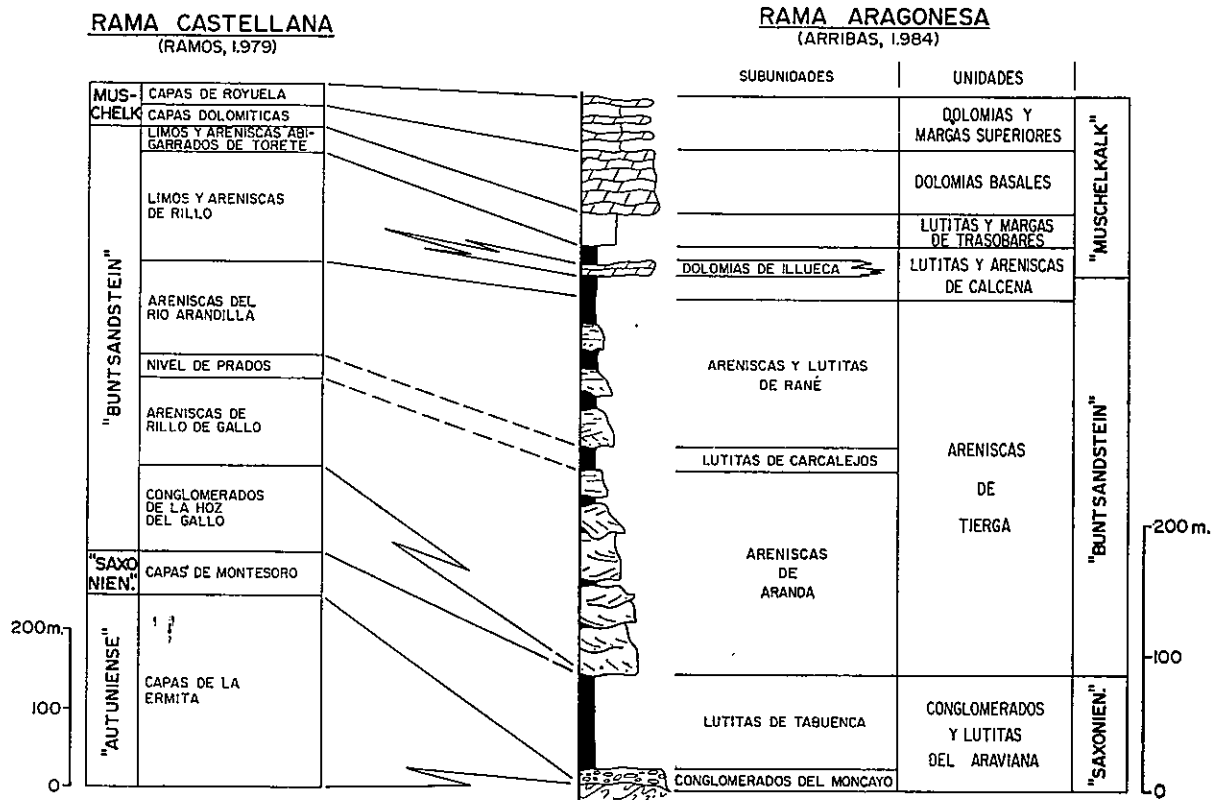 RAMA CASTELLANA
(RAMOS, 1.979)
RAMA ARAGONESA
(ARRIBAS, 1.984)
SUBUNIDADES
UNIDADES
MUS-
CHELK
CAPAS DE ROYUELA
CAPAS DOLOMITICAS
"BUNTSANDSTEIN"
LIMOS Y ARENISCAS ABI-
GARRADOS DE TORETE
LIMOS Y ARENISCAS
DE RILLO
ARENISCAS DEL
RIO ARANDILLA
NIVEL DE PRADOS
ARENISCAS DE
RILLO DE GALLO
CONGLOMERADOS
DE LA HOZ
DEL GALLO
"SAXO
NIEN."
CAPAS DE MONTESORO
"AUTUNIENSE"
CAPAS DE LA
ERMITA
200m.
100
0
DOLOMIAS DE ILLUECA
ARENISCAS Y LUTITAS
DE RANÉ
LUTITAS DE CARCALEJOS
ARENISCAS
DE
ARANDA
LUTITAS DE TABUENCA
CONGLOMERADOS DEL MONCAYO
DOLOMIAS Y
MARGAS SUPERIORES
DOLOMIAS BASALES
LUTITAS Y MARGAS
DE TRASOBARES
LUTITAS Y ARENISCAS
DE CALCENA
ARENISCAS
DE
TIERGA
CONGLOMERADOS
Y LUTITAS
DEL ARAVIANA
"MUSCHELKALK"
"BUNTSANDSTEIN"
"SAXONIEN."
200m.
100
0